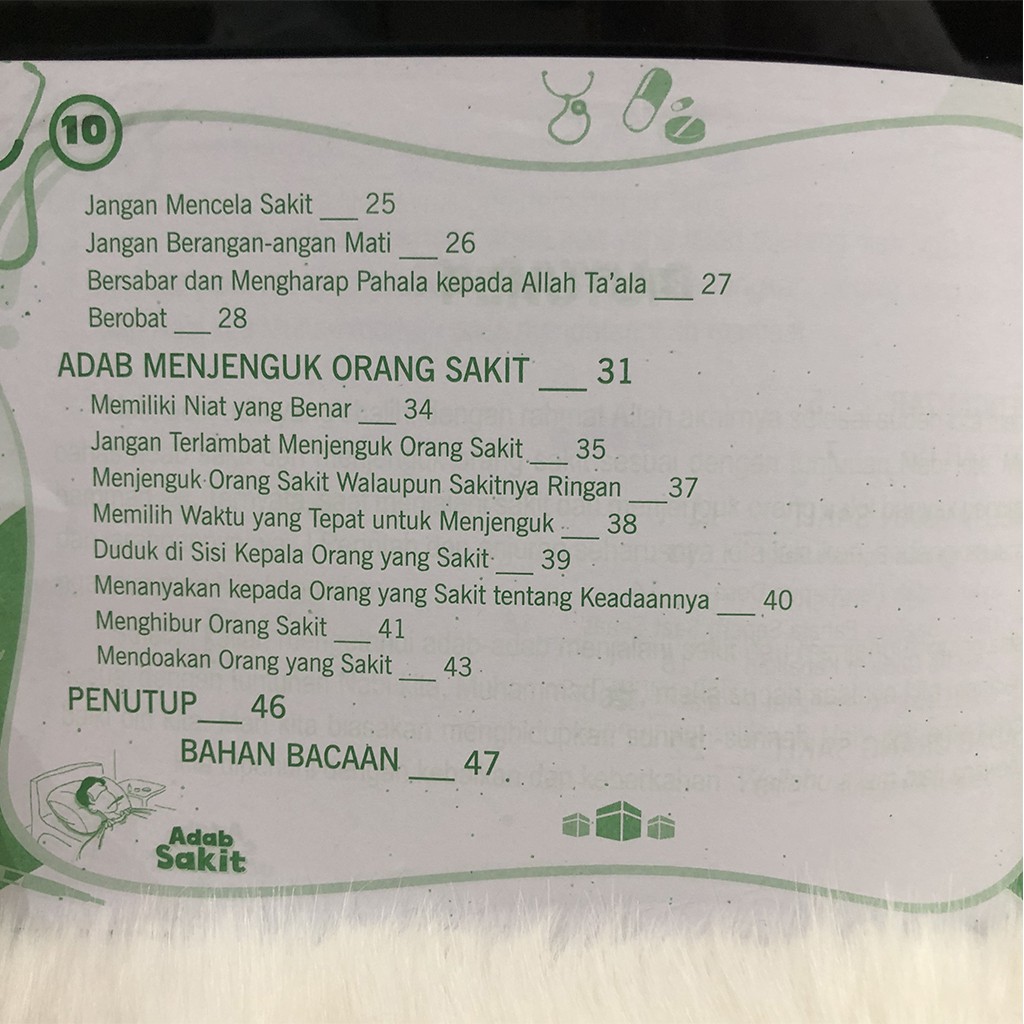 10
Jangan Mencela Sakit ___ 25
Jangan Berangan-angan Mati ___ 26
Bersabar dan Mengharap Pahala kepada Allah Ta'ala ___ 27
Berobat ___ 28
ADAB MENJENGUK ORANG SAKIT ___ 31
Memiliki Niat yang Benar ___ 34
Jangan Terlambat Menjenguk Orang Sakit ___ 35
Menjenguk Orang Sakit Walaupun Sakitnya Ringan ___ 37
Memilih Waktu yang Tepat untuk Menjenguk ___ 38
Duduk di Sisi Kepala Orang yang Sakit ___ 39
Menanyakan kepada Orang yang Sakit tentang Keadaannya ___ 40
Menghibur Orang Sakit ___ 41
Mendoakan Orang yang Sakit ___ 43
PENUTUP ___ 46
BAHAN BACAAN ___ 47
Adab
Sakit